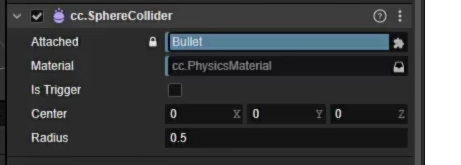 cc.SphereCollider
Attached Bullet
Material cc.PhysicsMaterial
Is Trigger
Center 0 X 0 Y 0 Z
Radius 0.5